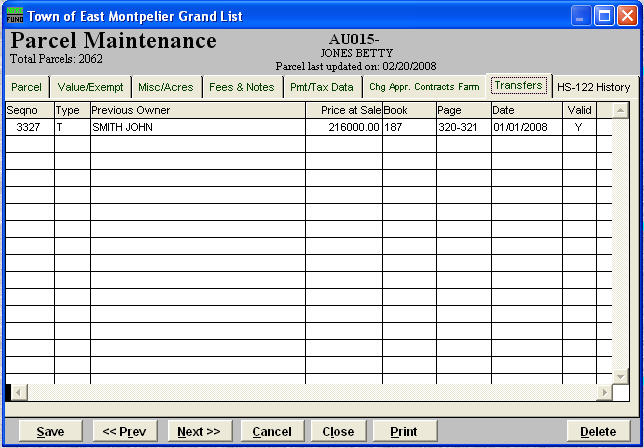 FUND Town of East Montpelier Grand List
Parcel Maintenance AU015-
JONES BETTY
Total Parcels: 2062
Parcel last updated on: 02/20/2008
Parcel Value/Exempt Misc/Acres Fees & Notes Pmt/Tax Data Chg Appr. Contracts Farm Transfers HS-122 History
Seqno Type Previous Owner Price at Sale Book Page Date Valid
3327 T SMITH JOHN 216000.00 187 320-321 01/01/2008 Y
Save << Prev Next >> Cancel Close Print Delete